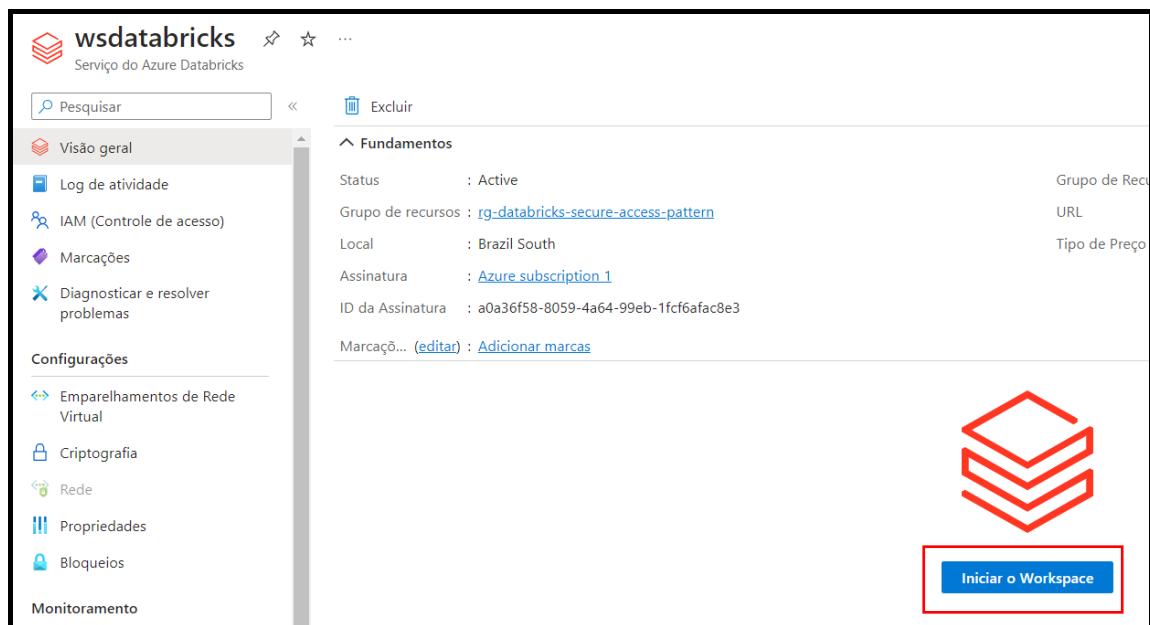 wsdatabricks
Serviço do Azure Databricks
Pesquisar
Visão geral
Log de atividade
IAM (Controle de acesso)
Marcações
Diagnosticar e resolver
problemas
Configurações
Emparelhamentos de Rede
Virtual
Criptografia
Rede
Propriedades
Bloqueios
Monitoramento
Excluir
Fundamentos
Status : Active
Grupo de recursos : rg-databricks-secure-access-pattern
Local : Brazil South
Assinatura : Azure subscription 1
ID da Assinatura : a0a36f58-8059-4a64-99eb-1fcf6afac8e3
Marcaçõ... (editar) : Adicionar marcas
Grupo de Recu
URL
Tipo de Preço
Iniciar o Workspace